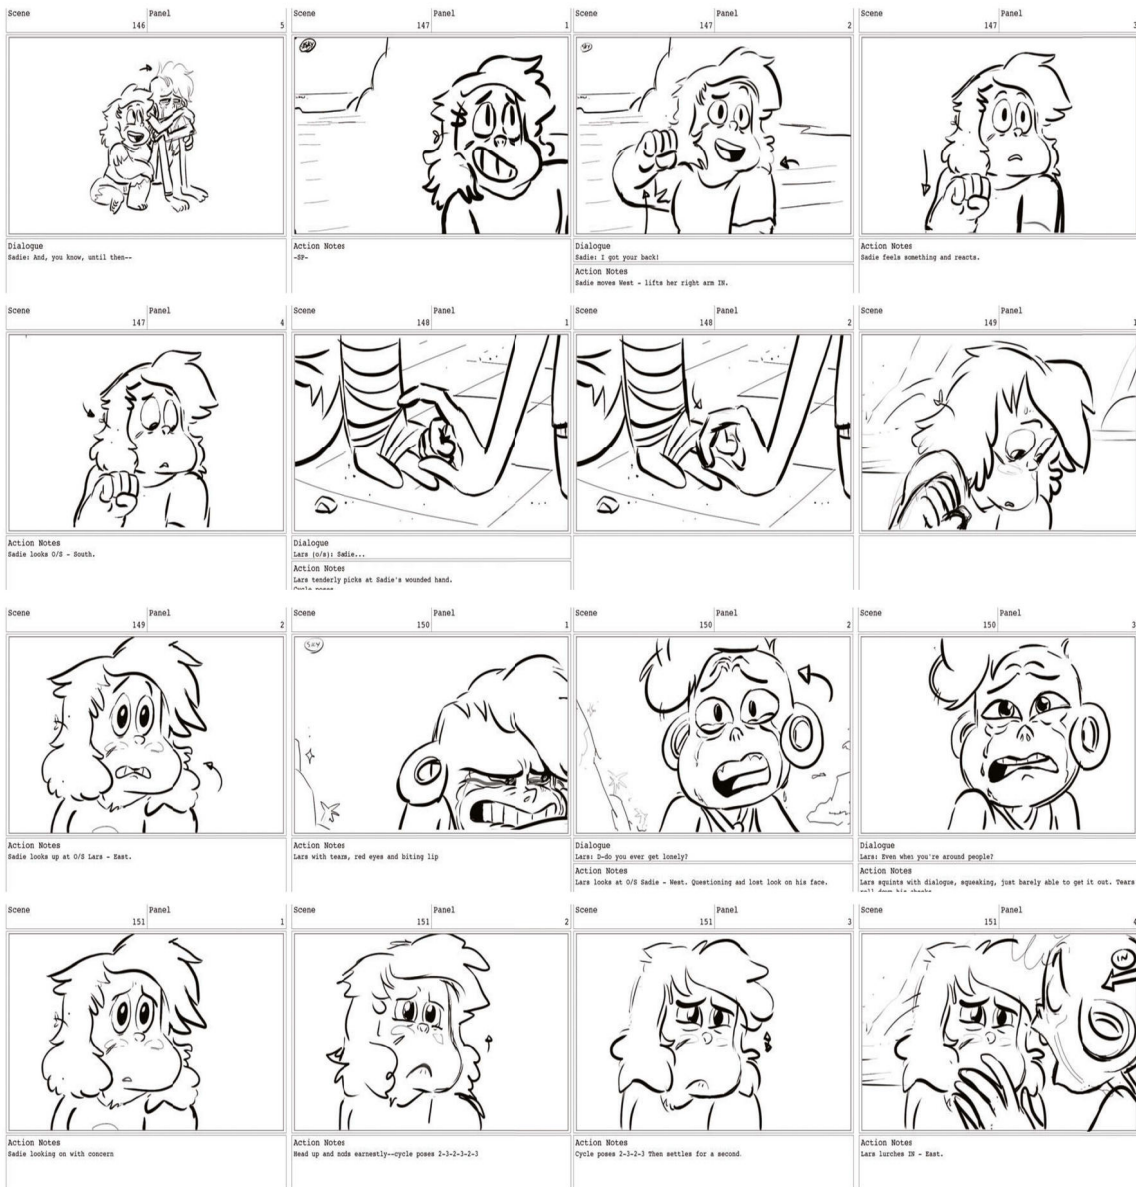 Scene Panel
146 5
Dialogue
Sadie: And, you know, until then--
Scene Panel
147 1
SKY
Action Notes
-SP-
Scene Panel
147 2
Dialogue
Sadie: I got your back!
Action Notes
Sadie moves West - lifts her right arm IN.
Scene Panel
147
Action Notes
Sadie feels something and reacts.
Scene Panel
147 4
Action Notes
Sadie looks O/S - South.
Scene Panel
148 1
Dialogue
Lars (o/s): Sadie...
Action Notes
Lars tenderly picks at Sadie's wounded hand.
Cycle poses
Scene Panel
148 2
Scene Panel
149
Scene Panel
149 2
Action Notes
Sadie looks up at O/S Lars - East.
Scene Panel
150 1
SKY
Action Notes
Lars with tears, red eyes and biting lip
Scene Panel
150 2
Dialogue
Lars: D-do you ever get lonely?
Action Notes
Lars looks at O/S Sadie - West. Questioning and lost look on his face.
Scene Panel
150 3
Dialogue
Lars: Even when you're around people?
Action Notes
Lars squints with dialogue, squeaking, just barely able to get it out. Tears
Scene Panel
151 1
Action Notes
Sadie looking on with concern
Scene Panel
151 2
Action Notes
Head up and nods earnestly--cycle poses 2-3-2-3-2-3
Scene Panel
151 3
Action Notes
Cycle poses 2-3-2-3 Then settles for a second.
Scene Panel
151 4
IN
Action Notes
Lars lurches IN - East.